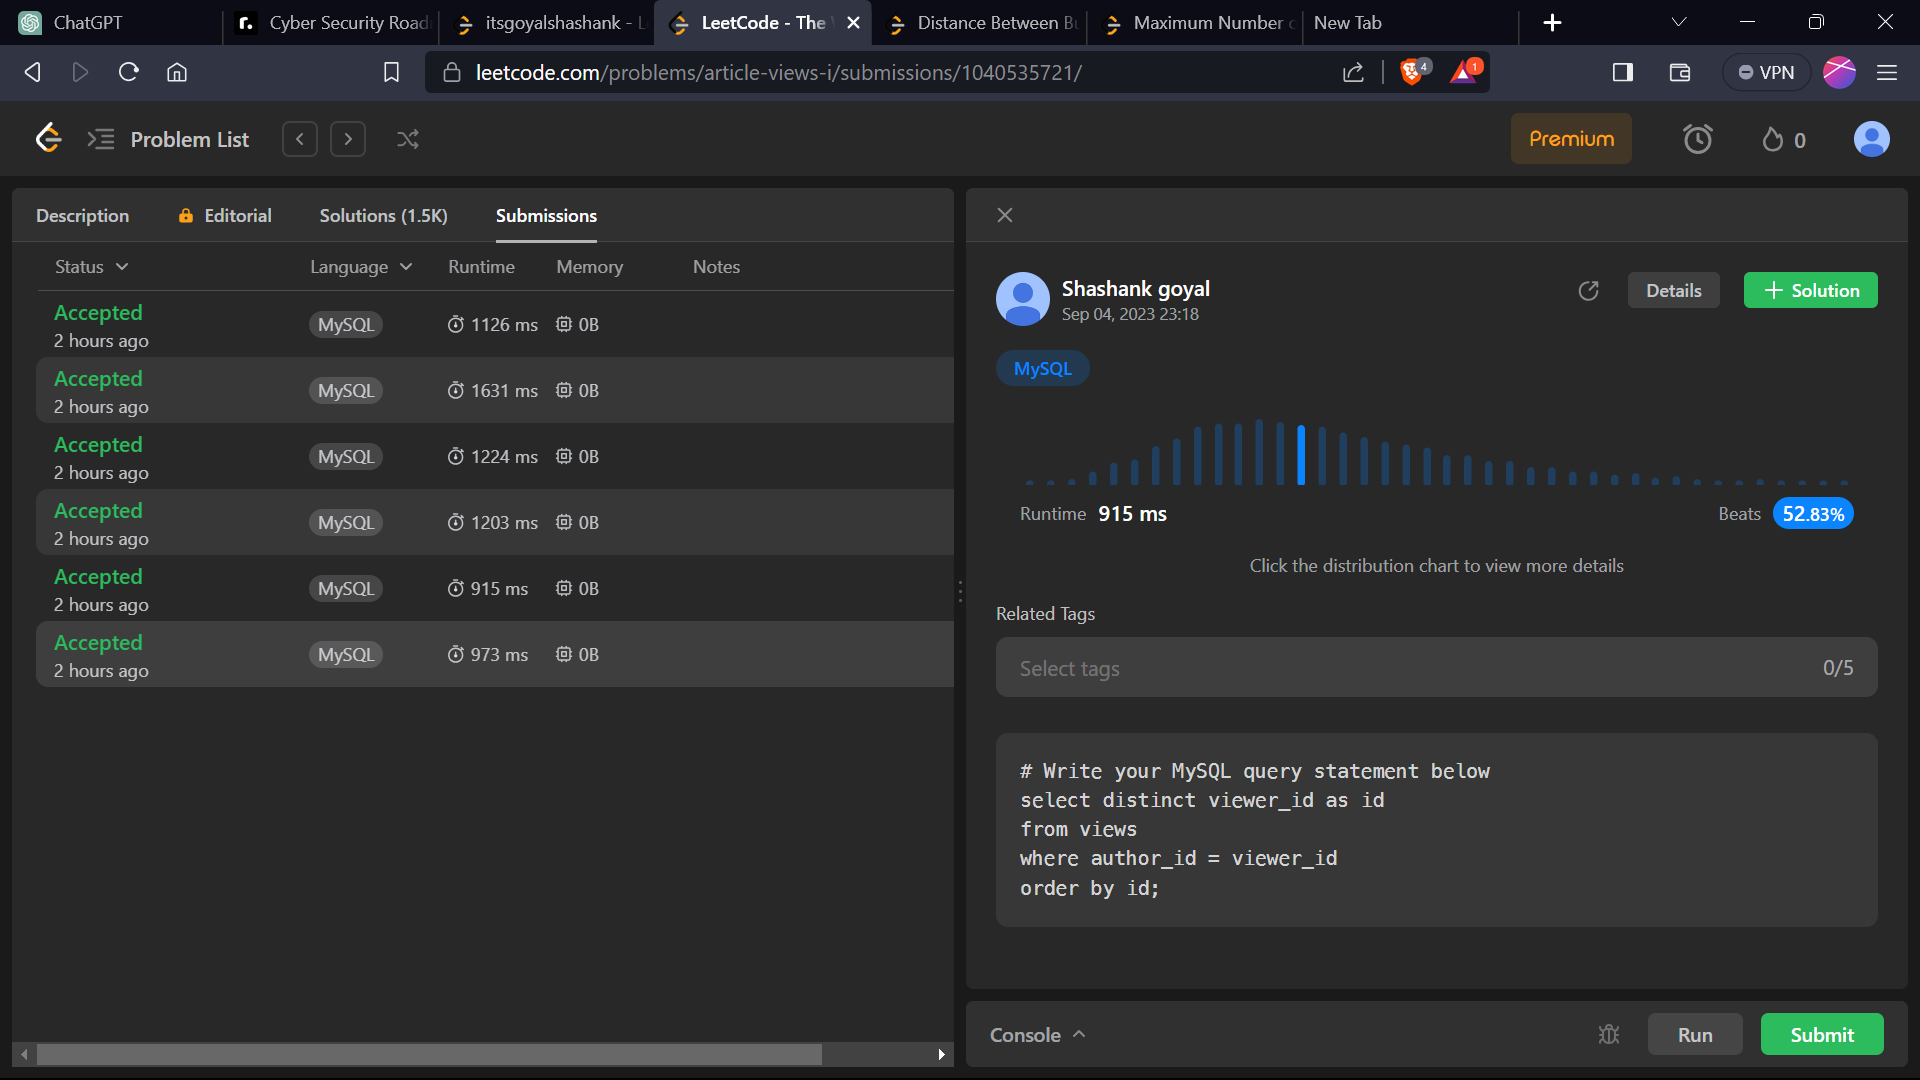 ChatGPT
Cyber Security Road
itsgoyalshashank - L
LeetCode - The
Distance Between Bu
Maximum Number
New Tab
leetcode.com/problems/article-views-i/submissions/1040535721/
4
1
VPN
Problem List
Premium
0
Description
Editorial
Solutions (1.5K)
Submissions
Status
Language
Runtime
Memory
Notes
Accepted
2 hours ago
MySQL
1126 ms
0B
Accepted
2 hours ago
MySQL
1631 ms
0B
Accepted
2 hours ago
MySQL
1224 ms
0B
Accepted
2 hours ago
MySQL
1203 ms
0B
Accepted
2 hours ago
MySQL
915 ms
0B
Accepted
2 hours ago
MySQL
973 ms
0B
Shashank goyal
Sep 04, 2023 23:18
Details
+ Solution
MySQL
Runtime 915 ms
Beats 52.83%
Click the distribution chart to view more details
Related Tags
Select tags
0/5
# Write your MySQL query statement below
select distinct viewer_id as id
from views
where author_id = viewer_id
order by id;
Console
Run
Submit